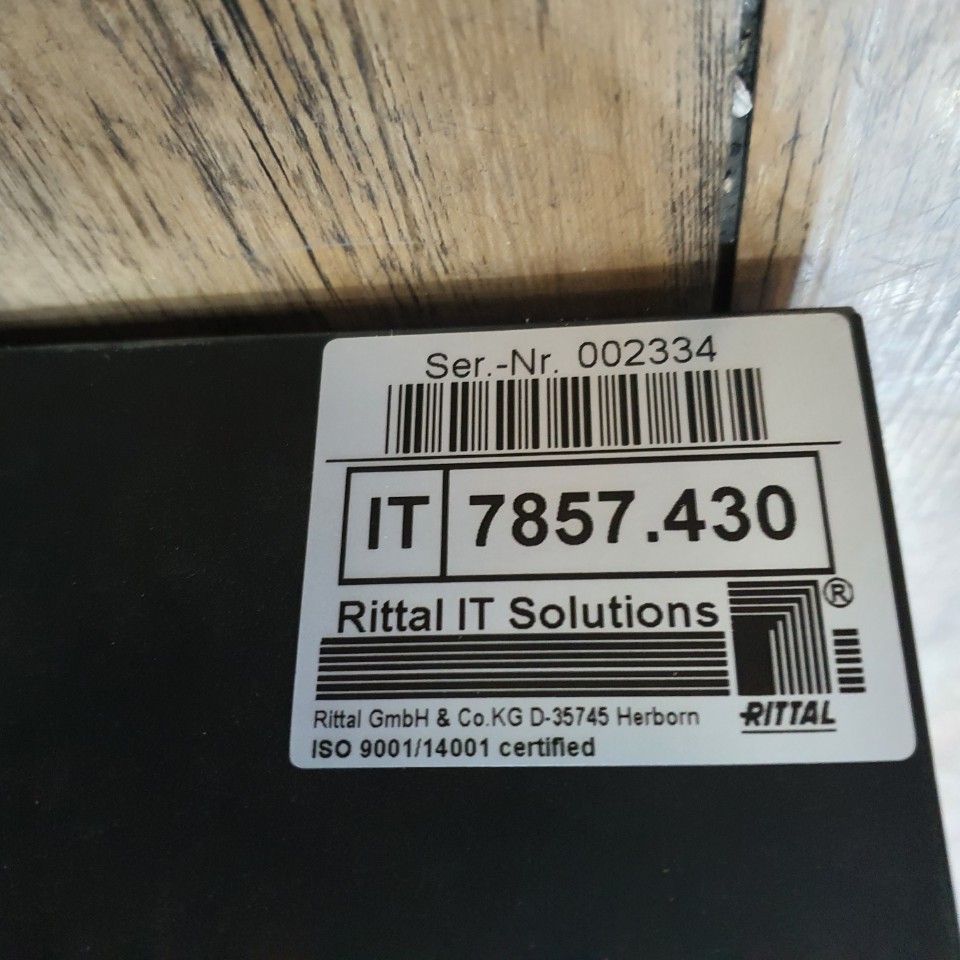 Ser.-Nr. 002334
IT 7857.430
Rittal IT Solutions
®
RITTAL
Rittal GmbH & Co.KG D-35745 Herborn
ISO 9001/14001 certified